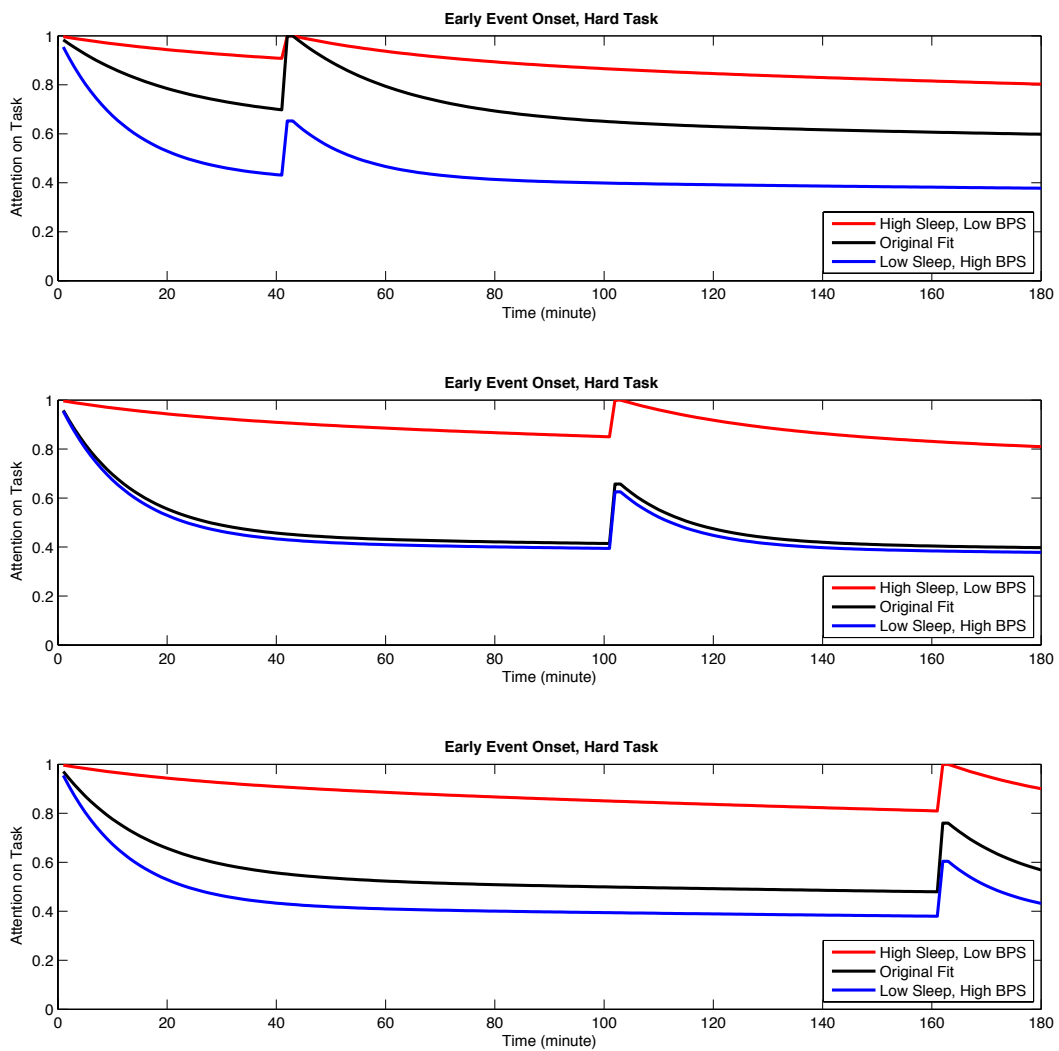 Early Event Onset, Hard Task
1
0.8
0.6
0.4
0.2
0
Attention on Task
0 20 40 60 80 100 120 140 160 180
Time (minute)
High Sleep, Low BPS
Original Fit
Low Sleep, High BPS
Early Event Onset, Hard Task
1
0.8
0.6
0.4
0.2
0
Attention on Task
0 20 40 60 80 100 120 140 160 180
Time (minute)
High Sleep, Low BPS
Original Fit
Low Sleep, High BPS
Early Event Onset, Hard Task
1
0.8
0.6
0.4
0.2
0
Attention on Task
0 20 40 60 80 100 120 140 160 180
Time (minute)
High Sleep, Low BPS
Original Fit
Low Sleep, High BPS